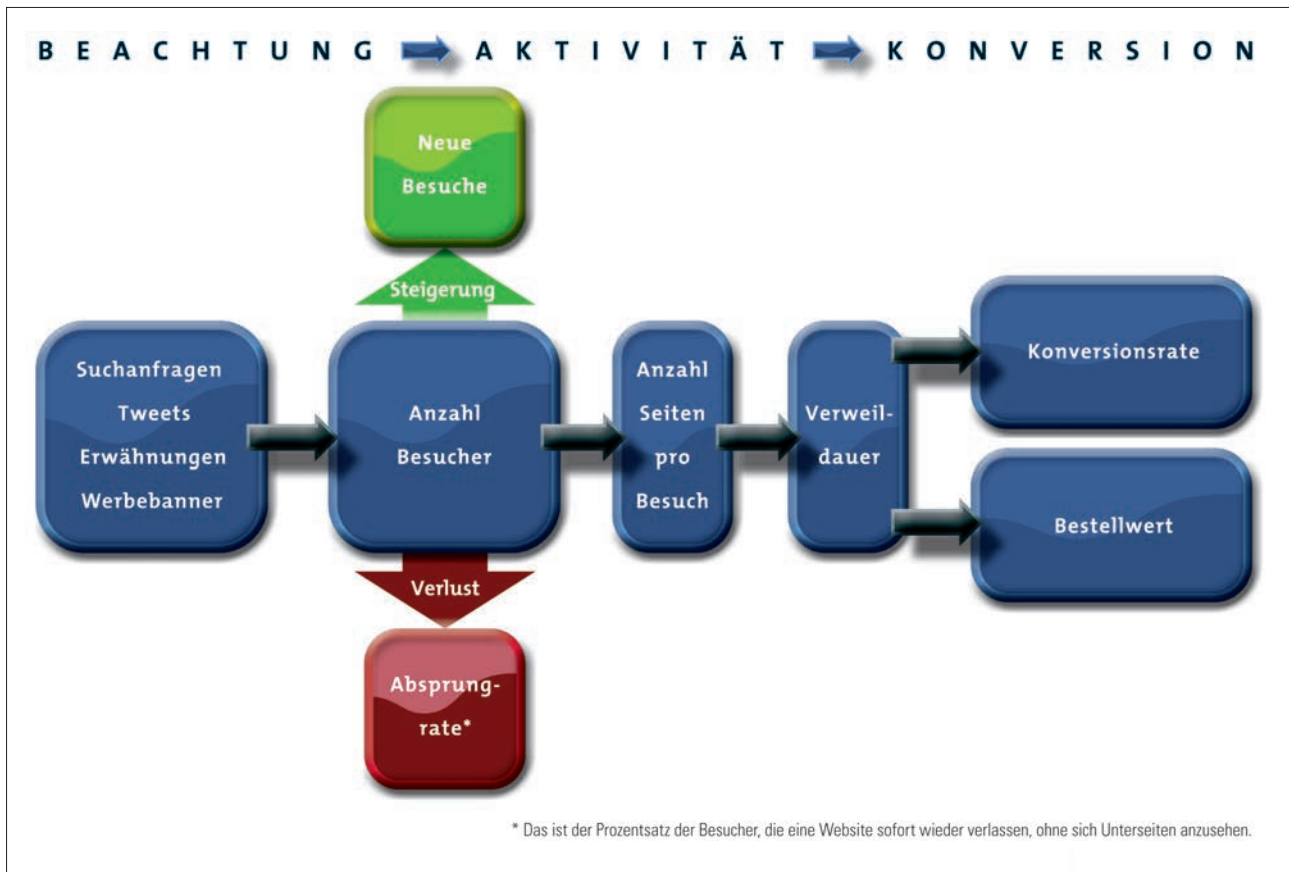 BEACHTUNG AKTIVITÄT KONVERSION
Neue
Besuche
Steigerung
Suchanfragen
Tweets
Erwähnungen
Werbebanner
Anzahl
Besucher
Anzahl
Seiten
pro
Besuch
Verweil-
dauer
Konversionsrate
Bestellwert
Verlust
Absprung-
rate*
* Das ist der Prozentsatz der Besucher, die eine Website sofort wieder verlassen, ohne sich Unterseiten anzusehen.